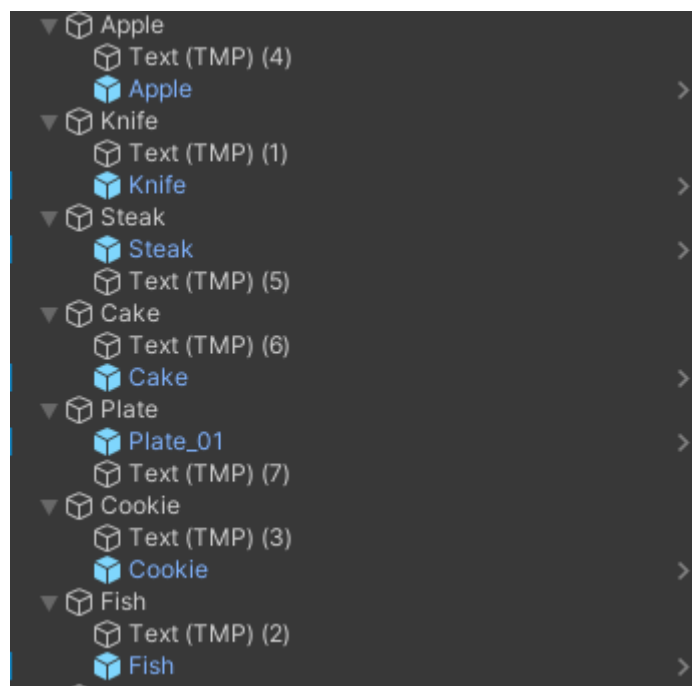 Apple
Text (TMP) (4)
Apple
Knife
Text (TMP) (1)
Knife
Steak
Steak
Text (TMP) (5)
Cake
Text (TMP) (6)
Cake
Plate
Plate_01
Text (TMP) (7)
Cookie
Text (TMP) (3)
Cookie
Fish
Text (TMP) (2)
Fish